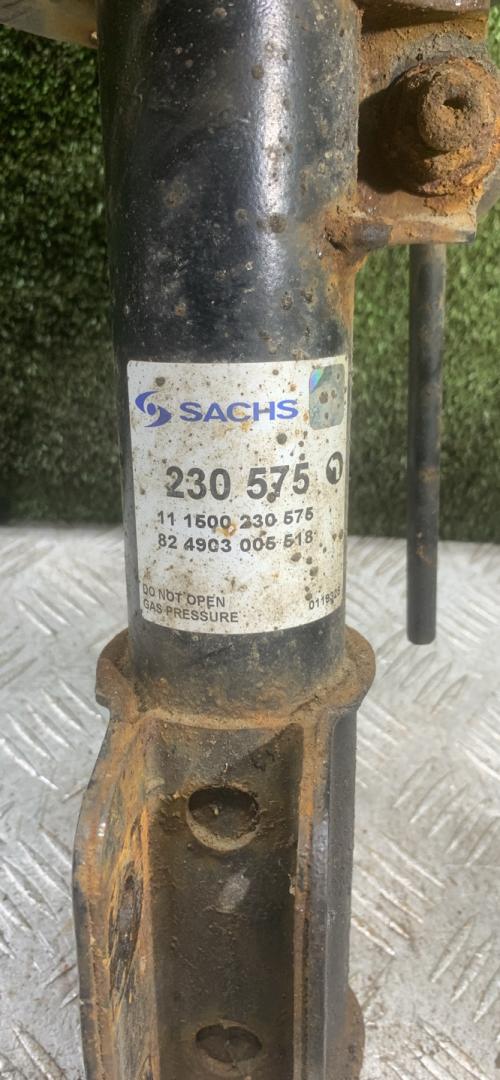 SACHS
230 575
11 1500 230 575
82 4903 005 518
DO NOT OPEN
GAS PRESSURE